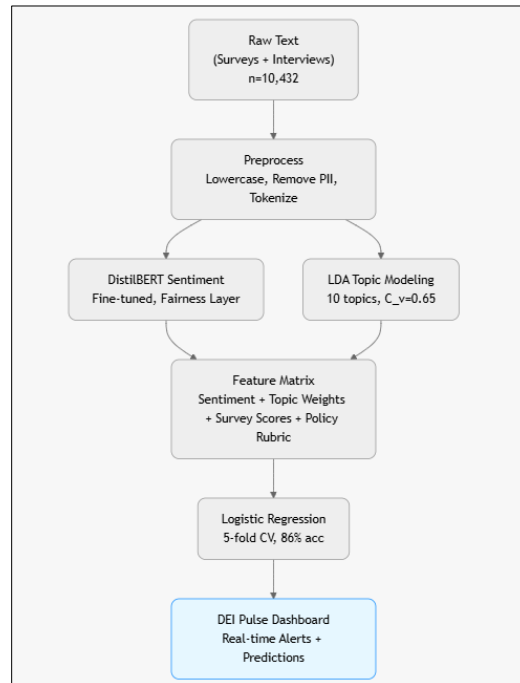 Raw Text
(Surveys + Interviews)
n=10,432
Preprocess
Lowercase, Remove PII,
Tokenize
DistilBERT Sentiment
Fine-tuned, Fairness Layer
LDA Topic Modeling
10 topics, C_v=0.65
Feature Matrix
Sentiment + Topic Weights
+ Survey Scores + Policy
Rubric
Logistic Regression
5-fold CV, 86% acc
DEI Pulse Dashboard
Real-time Alerts +
Predictions